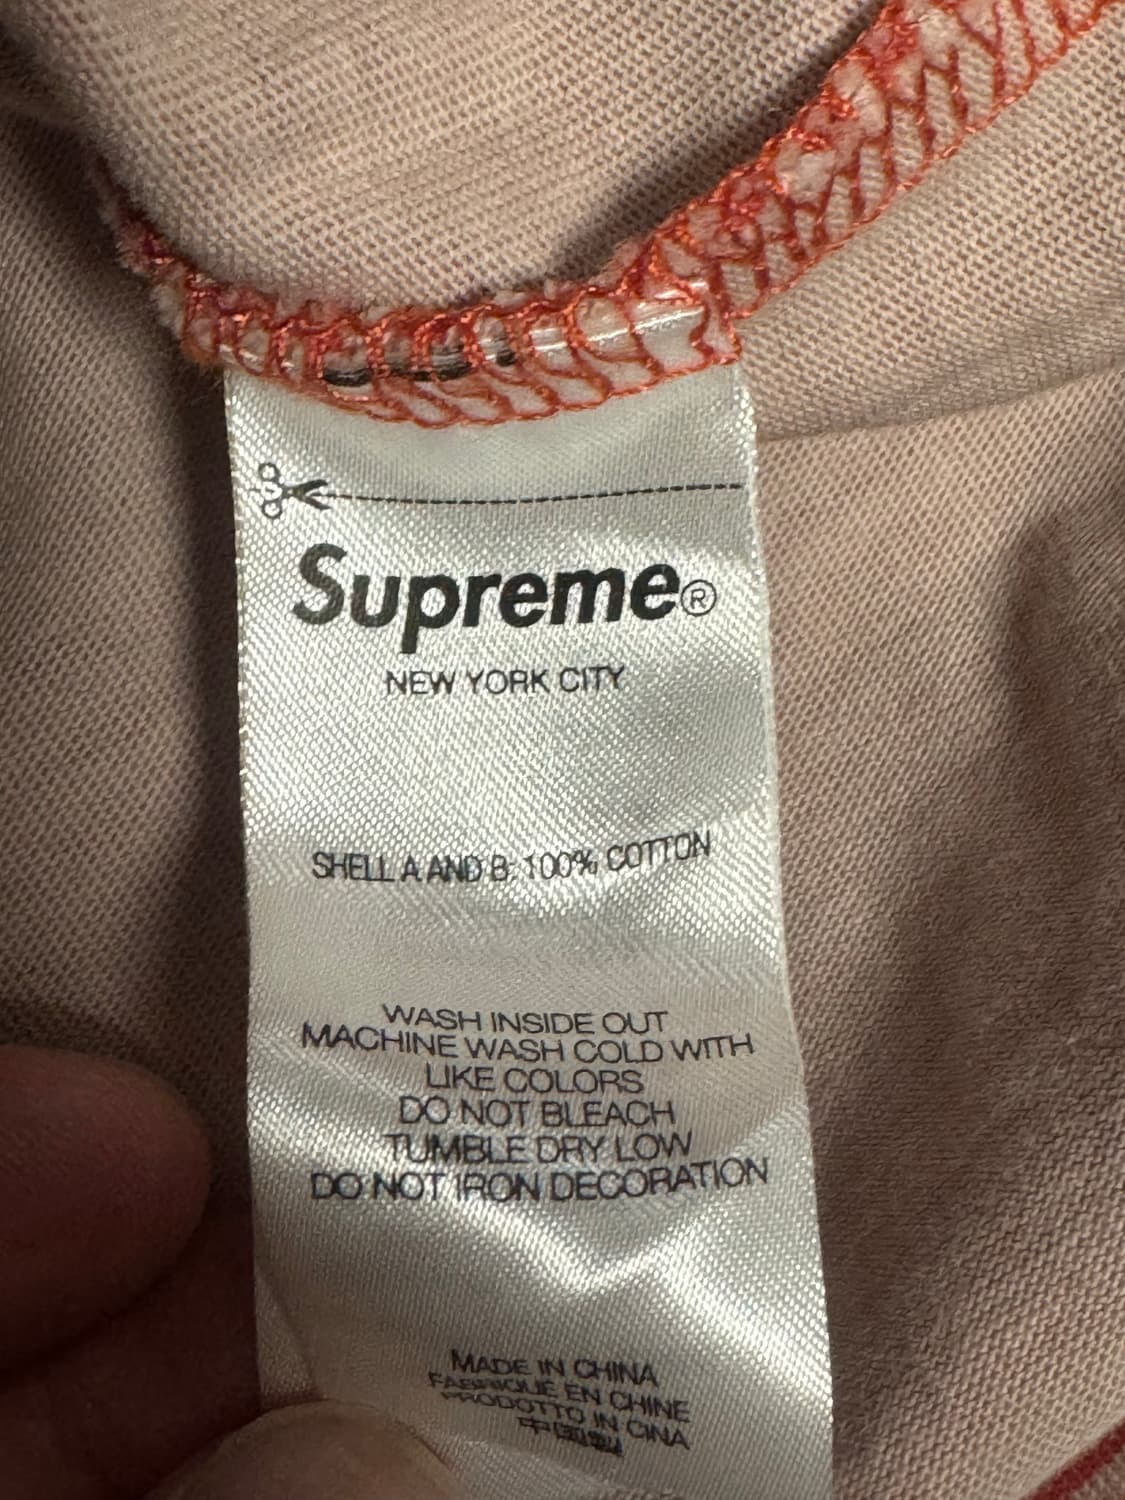 Supreme®
NEW YORK CITY
SHELL A AND B: 100% COTTON
WASH INSIDE OUT
MACHINE WASH COLD WITH
LIKE COLORS
DO NOT BLEACH
TUMBLE DRY LOW
DO NOT IRON DECORATION
MADE IN CHINA
FABRIQUE EN CHINE
PRODOTTO IN CINA
中国製